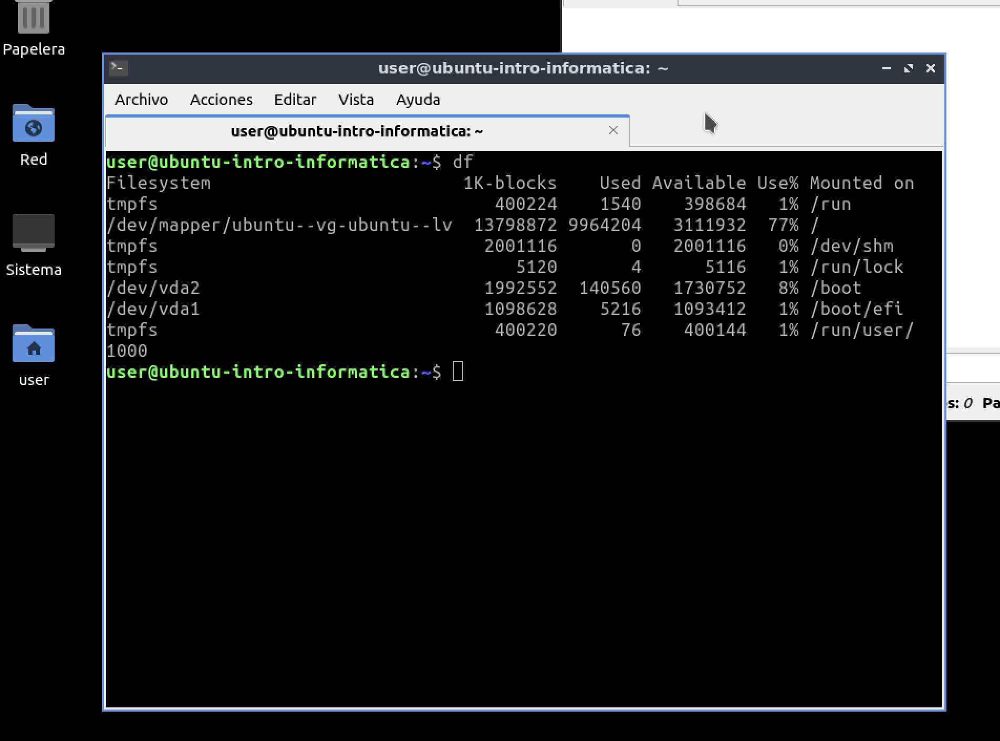 Papelera
Red
Sistema
user
user@ubuntu-intro-informatica: ~
Archivo Acciones Editar Vista Ayuda
user@ubuntu-intro-informatica: ~
user@ubuntu-intro-informatica:~$ df
Filesystem 1K-blocks Used Available Use% Mounted on
tmpfs 400224 1540 398684 1% /run
/dev/mapper/ubuntu--vg-ubuntu--lv 13798872 9964204 3111932 77% /
tmpfs 2001116 0 2001116 0% /dev/shm
tmpfs 5120 4 5116 1% /run/lock
/dev/vda2 1992552 140560 1730752 8% /boot
/dev/vda1 1098628 5216 1093412 1% /boot/efi
tmpfs 400220 76 400144 1% /run/user/
1000
user@ubuntu-intro-informatica:~$
s: 0 Pa